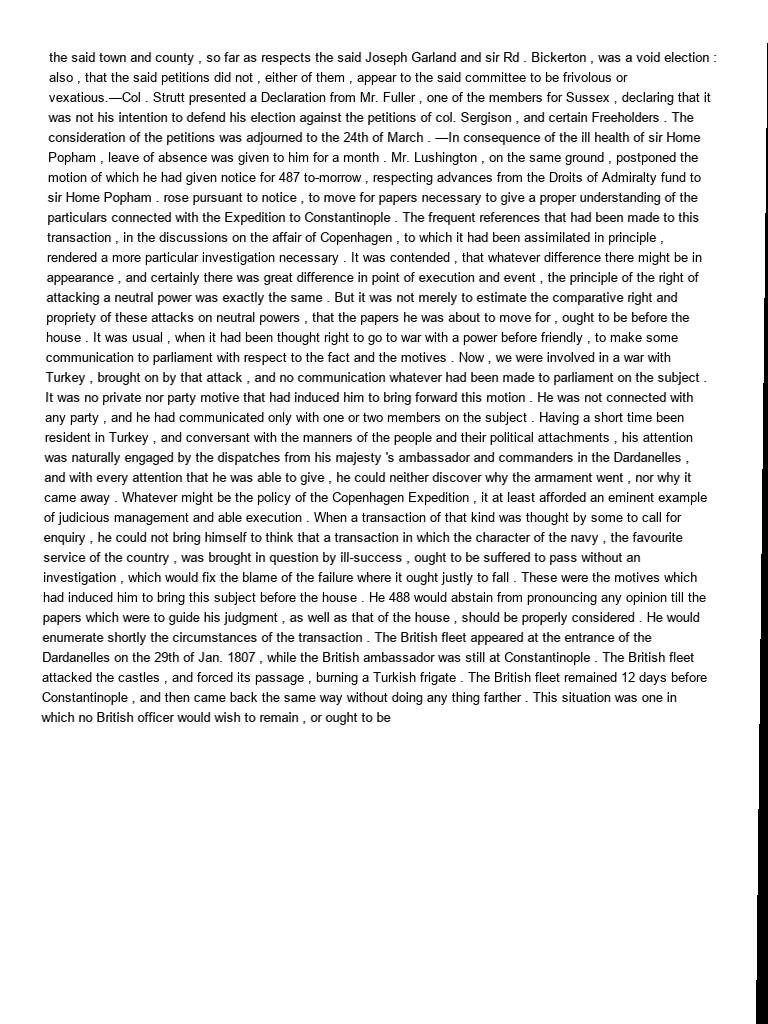 the said town and county , so far as respects the said Joseph Garland and sir Rd . Bickerton , was a void election :
also , that the said petitions did not , either of them , appear to the said committee to be frivolous or
vexatious.—Col . Strutt presented a Declaration from Mr. Fuller , one of the members for Sussex , declaring that it
was not his intention to defend his election against the petitions of col. Sergison , and certain Freeholders . The
consideration of the petitions was adjourned to the 24th of March . —In consequence of the ill health of sir Home
Popham , leave of absence was given to him for a month . Mr. Lushington , on the same ground , postponed the
motion of which he had given notice for 487 to-morrow , respecting advances from the Droits of Admiralty fund to
sir Home Popham . rose pursuant to notice , to move for papers necessary to give a proper understanding of the
particulars connected with the Expedition to Constantinople . The frequent references that had been made to this
transaction , in the discussions on the affair of Copenhagen , to which it had been assimilated in principle ,
rendered a more particular investigation necessary . It was contended , that whatever difference there might be in
appearance , and certainly there was great difference in point of execution and event , the principle of the right of
attacking a neutral power was exactly the same . But it was not merely to estimate the comparative right and
propriety of these attacks on neutral powers , that the papers he was about to move for , ought to be before the
house . It was usual , when it had been thought right to go to war with a power before friendly , to make some
communication to parliament with respect to the fact and the motives . Now , we were involved in a war with
Turkey , brought on by that attack , and no communication whatever had been made to parliament on the subject .
It was no private nor party motive that had induced him to bring forward this motion . He was not connected with
any party , and he had communicated only with one or two members on the subject . Having a short time been
resident in Turkey , and conversant with the manners of the people and their political attachments , his attention
was naturally engaged by the dispatches from his majesty 's ambassador and commanders in the Dardanelles ,
and with every attention that he was able to give , he could neither discover why the armament went , nor why it
came away . Whatever might be the policy of the Copenhagen Expedition , it at least afforded an eminent example
of judicious management and able execution . When a transaction of that kind was thought by some to call for
enquiry , he could not bring himself to think that a transaction in which the character of the navy , the favourite
service of the country , was brought in question by ill-success , ought to be suffered to pass without an
investigation , which would fix the blame of the failure where it ought justly to fall . These were the motives which
had induced him to bring this subject before the house . He 488 would abstain from pronouncing any opinion till the
papers which were to guide his judgment , as well as that of the house , should be properly considered . He would
enumerate shortly the circumstances of the transaction . The British fleet appeared at the entrance of the
Dardanelles on the 29th of Jan. 1807 , while the British ambassador was still at Constantinople . The British fleet
attacked the castles , and forced its passage , burning a Turkish frigate . The British fleet remained 12 days before
Constantinople , and then came back the same way without doing any thing farther . This situation was one in
which no British officer would wish to remain , or ought to be